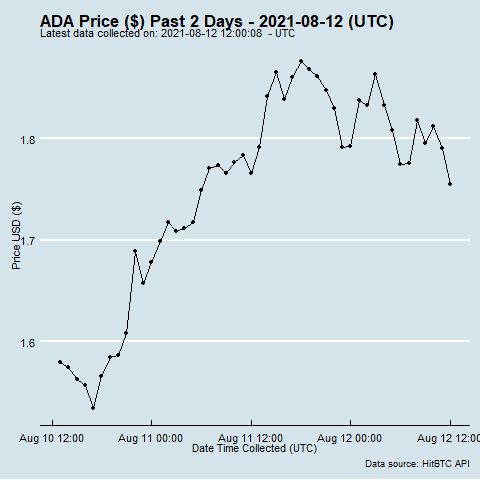 ADA Price ($) Past 2 Days - 2021-08-12 (UTC)
Latest data collected on: 2021-08-12 12:00:08 - UTC
1.8
1.7
1.6
Price USD ($)
Aug 10 12:00 Aug 11 00:00 Aug 11 12:00 Aug 12 00:00 Aug 12 12:00
Date Time Collected (UTC)
Data source: HitBTC API